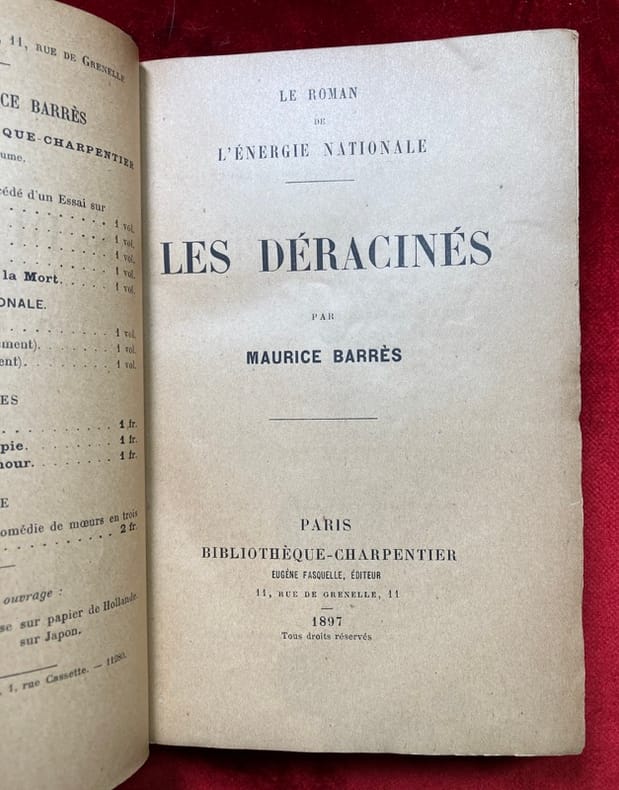 , 11, RUE DE GRENELLE
CE BARRÈS
QUE-CHARPENTIER
ume.
cédé d'un Essai sur
1 vol.
1 vol.
1 vol.
1 vol.
la Mort. 1 vol.
ONALE.
1 vol.
ment). 1 vol.
ent). 1 vol.
ES
1 fr.
pie. 1 fr.
nour. 1 fr.
E
omédie de mœurs en trois
2 fr.
ouvrage :
se sur papier de Hollande.
sur Japon.
1, rue Cassette. — 11980.
LE ROMAN
DE
L'ÉNERGIE NATIONALE
LES DÉRACINÉS
PAR
MAURICE BARRÈS
PARIS
BIBLIOTHÈQUE-CHARPENTIER
EUGÈNE FASQUELLE, ÉDITEUR
11, RUE DE GRENELLE, 11
1897
Tous droits réservés